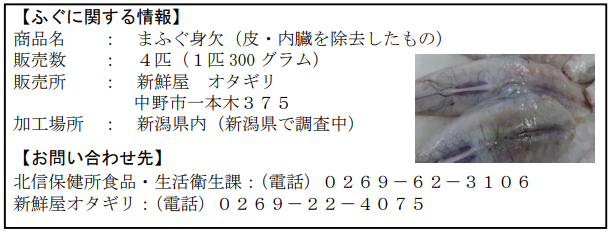 【ふぐに関する情報】
商品名　　：　まふぐ身欠（皮・内臓を除去したもの）
販売数　　：　４匹（１匹 300 グラム）
販売所　　：　新鮮屋　オタギリ
中野市一本木３７５
加工場所　：　新潟県内（新潟県で調査中）
【お問い合わせ先】
北信保健所食品・生活衛生課：（電話）０２６９－６２－３１０６
新鮮屋オタギリ：（電話）０２６９－２２－４０７５